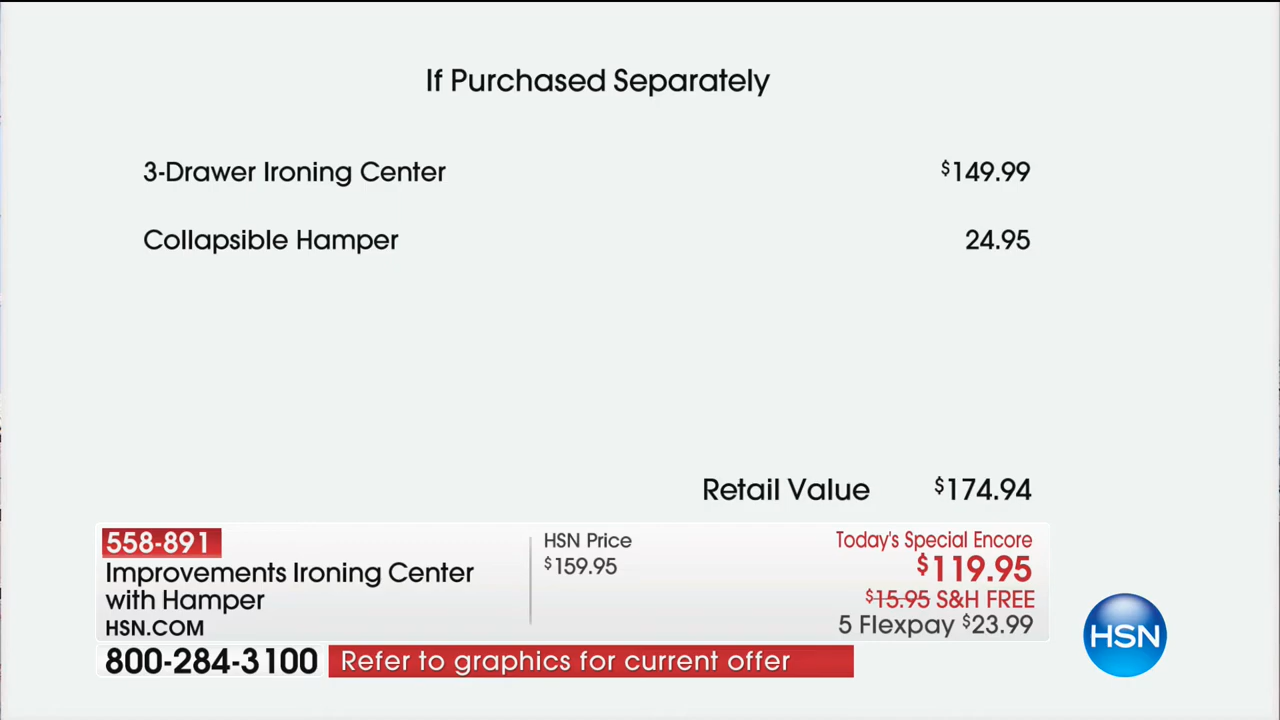 If Purchased Separately
3-Drawer Ironing Center $149.99
Collapsible Hamper 24.95
Retail Value $174.94
558-891
Improvements Ironing Center
with Hamper
HSN.COM
HSN Price
$159.95
Today's Special Encore
$119.95
$15.95 S&H FREE
5 Flexpay $23.99
HSN
800-284-3100 Refer to graphics for current offer